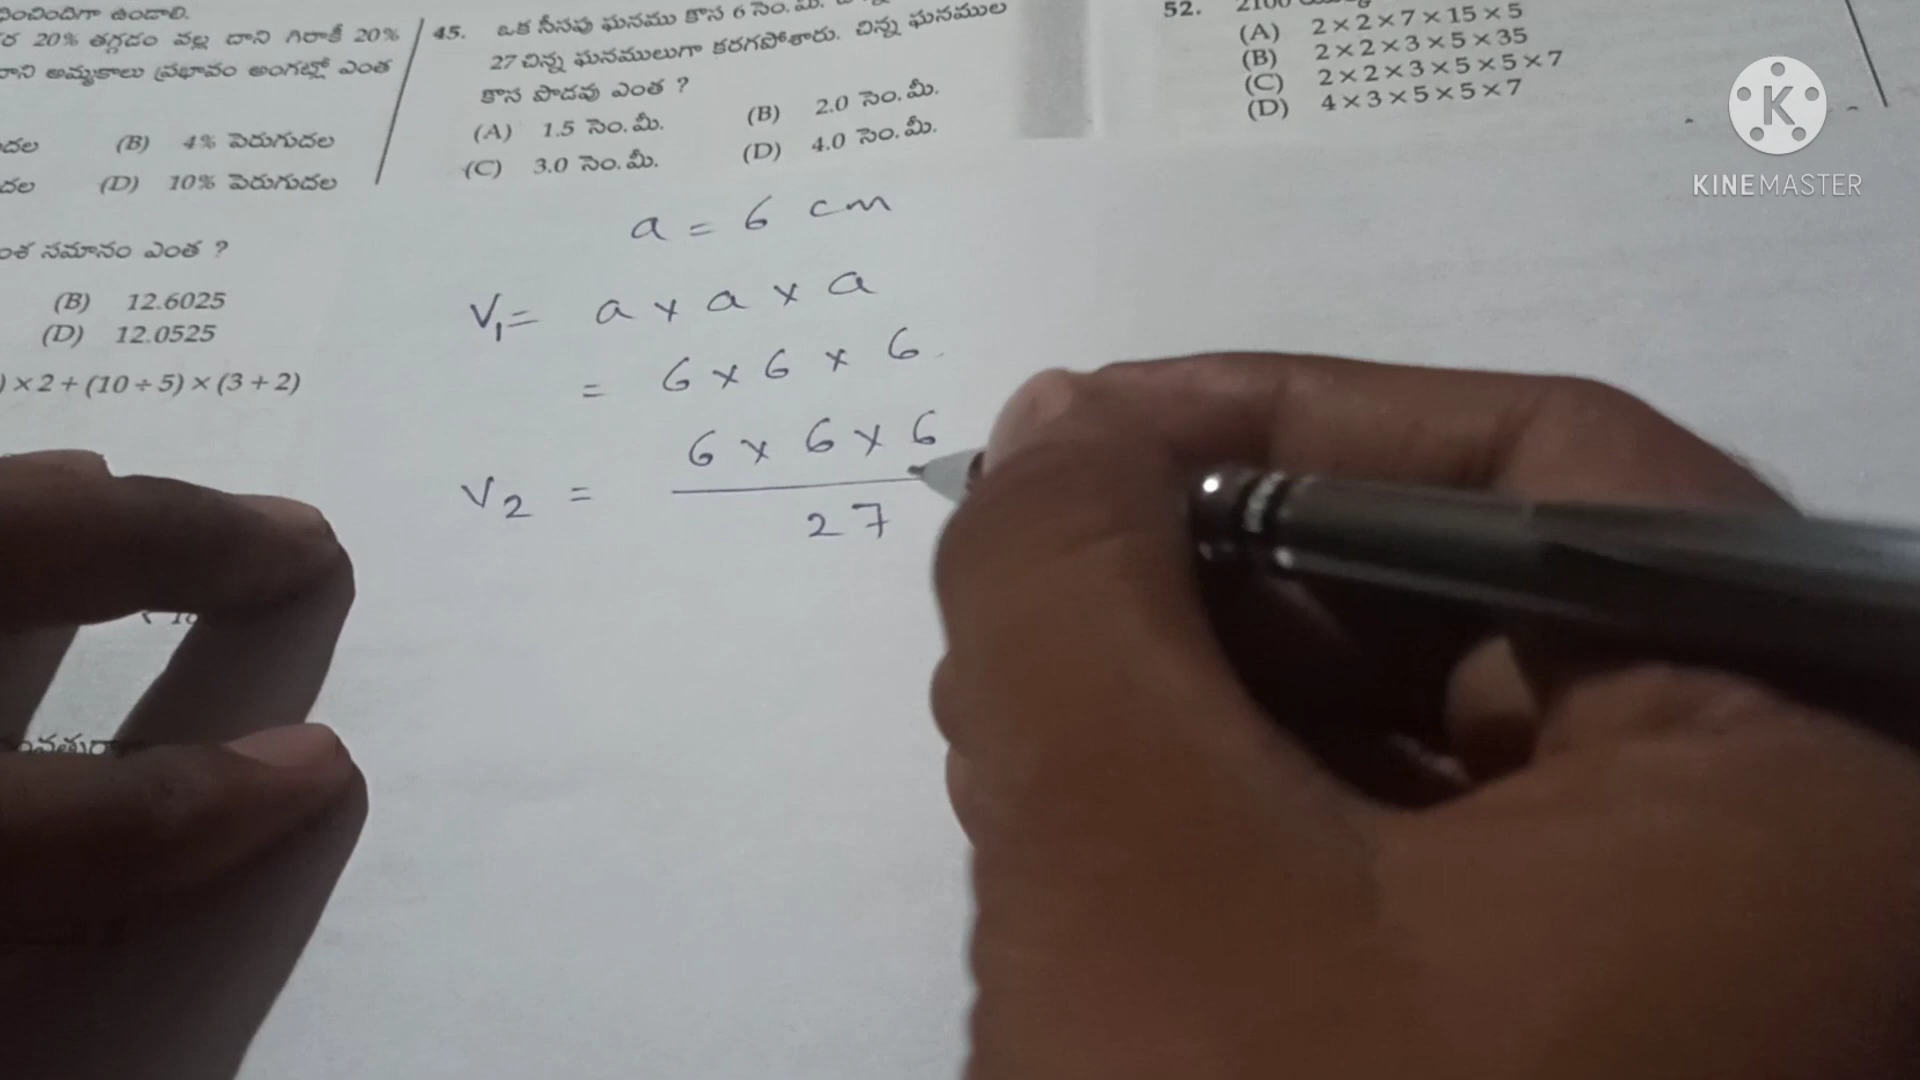 20% తగ్గడం వల్ల దాని గిరాకీ 20%
అమ్మకాలు ప్రభావం అంగట్లో ఎంత
(B) 4% పెరుగుదల
(D) 10% పెరుగుదల
సమానం ఎంత ?
(B) 12.6025
(D) 12.0525
) × 2 + (10 ÷ 5) × (3 + 2)
45. ఒక సీసపు ఘనము కొస 6 సెం.మీ.
27 చిన్న ఘనములుగా కరగపోశారు. చిన్న ఘనముల
కొస పొడవు ఎంత ?
(A) 1.5 సెం.మీ. (B) 2.0 సెం.మీ.
(C) 3.0 సెం.మీ. (D) 4.0 సెం.మీ.
a = 6 cm
V₁ = a × a × a
= 6 × 6 × 6
V₂ = 6 × 6 × 6
27
52. 2100
(A) 2 × 2 × 7 × 15 × 5
(B) 2 × 2 × 3 × 5 × 35
(C) 2 × 2 × 3 × 5 × 5 × 7
(D) 4 × 3 × 5 × 5 × 7
K
KINEMASTER